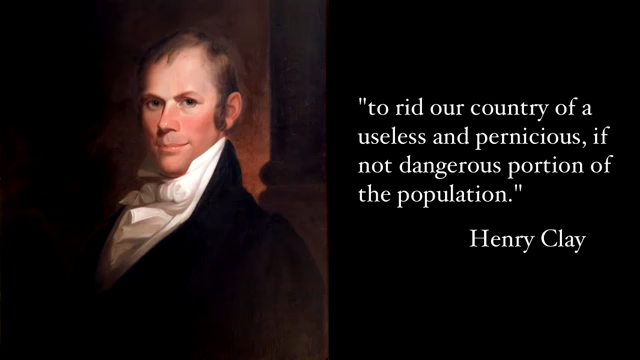 "to rid our country of a
useless and pernicious, if
not dangerous portion of
the population."
Henry Clay